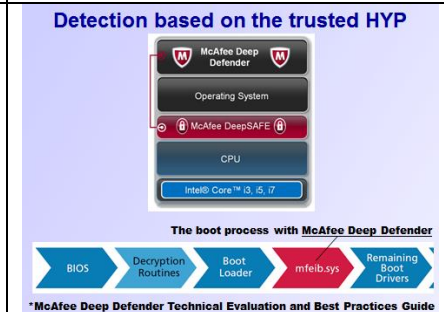 Detection based on the trusted HYP
McAfee Deep
Defender
Operating System
McAfee DeepSAFE
CPU
Intel® Core™ i3, i5, i7
The boot process with McAfee Deep Defender
BIOS
Decryption
Routines
Boot
Loader
mfeib.sys
Remaining
Boot
Drivers
*McAfee Deep Defender Technical Evaluation and Best Practices Guide